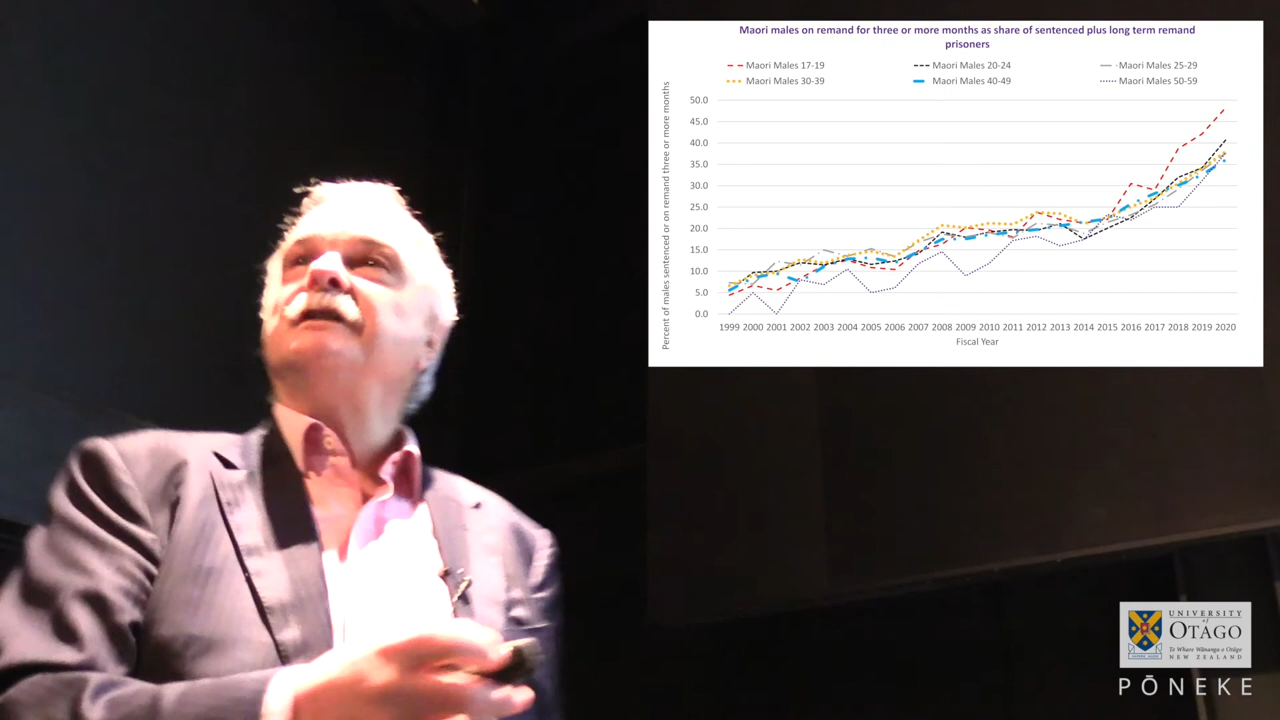 Maori males on remand for three or more months as share of sentenced plus long term remand
prisoners
Maori Males 17-19
Maori Males 20-24
Maori Males 25-29
Maori Males 30-39
Maori Males 40-49
Maori Males 50-59
Percent of males sentenced or on remand three or more months
50.0
45.0
40.0
35.0
30.0
25.0
20.0
15.0
10.0
5.0
0.0
1999 2000 2001 2002 2003 2004 2005 2006 2007 2008 2009 2010 2011 2012 2013 2014 2015 2016 2017 2018 2019 2020
Fiscal Year
UNIVERSITY
of
OTAGO
Te Whare Wānanga o Otāgo
NEW ZEALAND
PŌNEKE